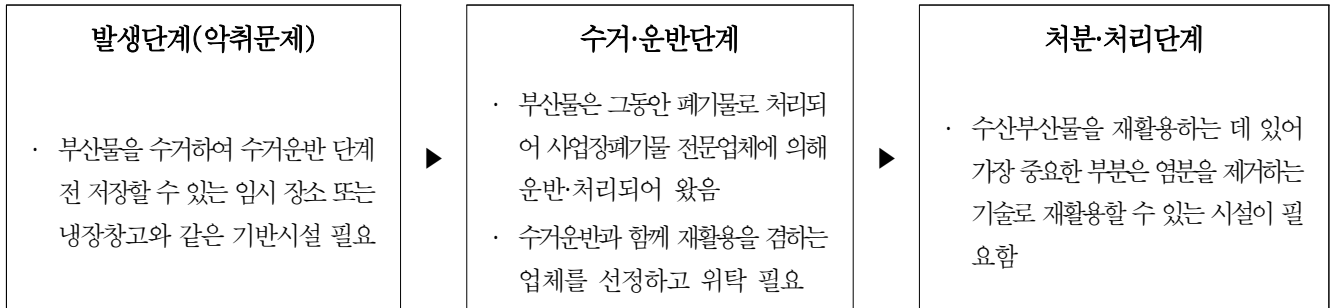 발생단계(악취문제)
· 부산물을 수거하여 수거운반 단계
전 저장할 수 있는 임시 장소 또는
냉장창고와 같은 기반시설 필요
▶
수거·운반단계
· 부산물은 그동안 폐기물로 처리되
어 사업장폐기물 전문업체에 의해
운반·처리되어 왔음
· 수거운반과 함께 재활용을 겸하는
업체를 선정하고 위탁 필요
▶
처분·처리단계
· 수산부산물을 재활용하는 데 있어
가장 중요한 부분은 염분을 제거하는
기술로 재활용할 수 있는 시설이 필
요함